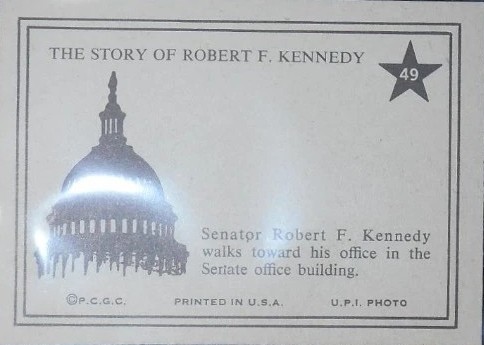 THE STORY OF ROBERT F. KENNEDY
49
Senator Robert F. Kennedy
walks toward his office in the
Senate office building.
©P.C.G.C. PRINTED IN U.S.A. U.P.I. PHOTO